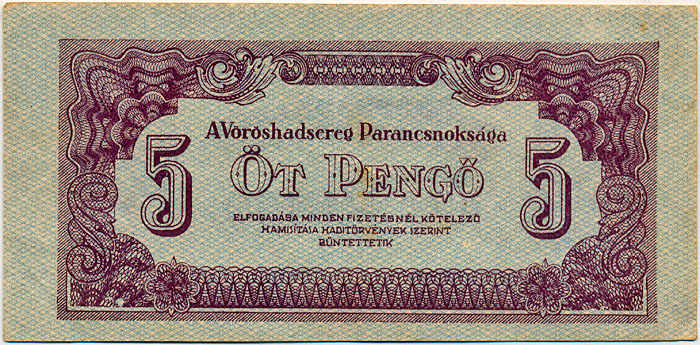 A Vöröshadsereg Parancsnoksága
5 ÖT PENGŐ 5
ELFOGADÁSA MINDEN FIZETÉSNÉL KÖTELEZŐ
HAMISÍTÁSA HADITÖRVÉNYEK SZERINT
BÜNTETTETIK